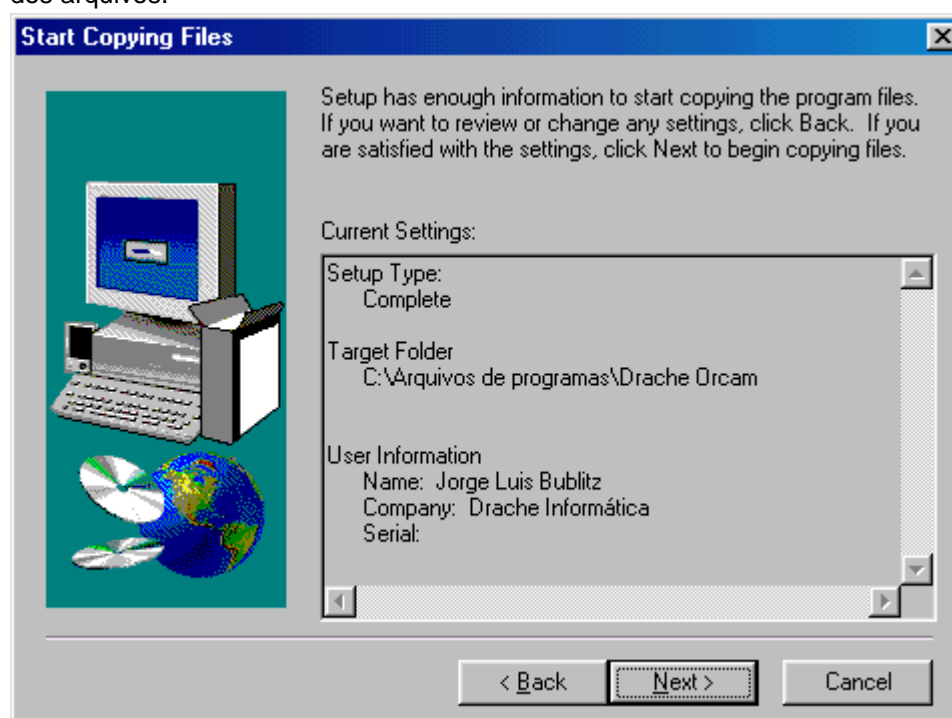 dos arquivos.
Start Copying Files
Setup has enough information to start copying the program files.
If you want to review or change any settings, click Back.  If you
are satisfied with the settings, click Next to begin copying files.
Current Settings:
Setup Type:
Complete
Target Folder
C:\Arquivos de programas\Drache Orcam
User Information
Name:  Jorge Luis Bublitz
Company:  Drache Informática
Serial:
< Back
Next >
Cancel